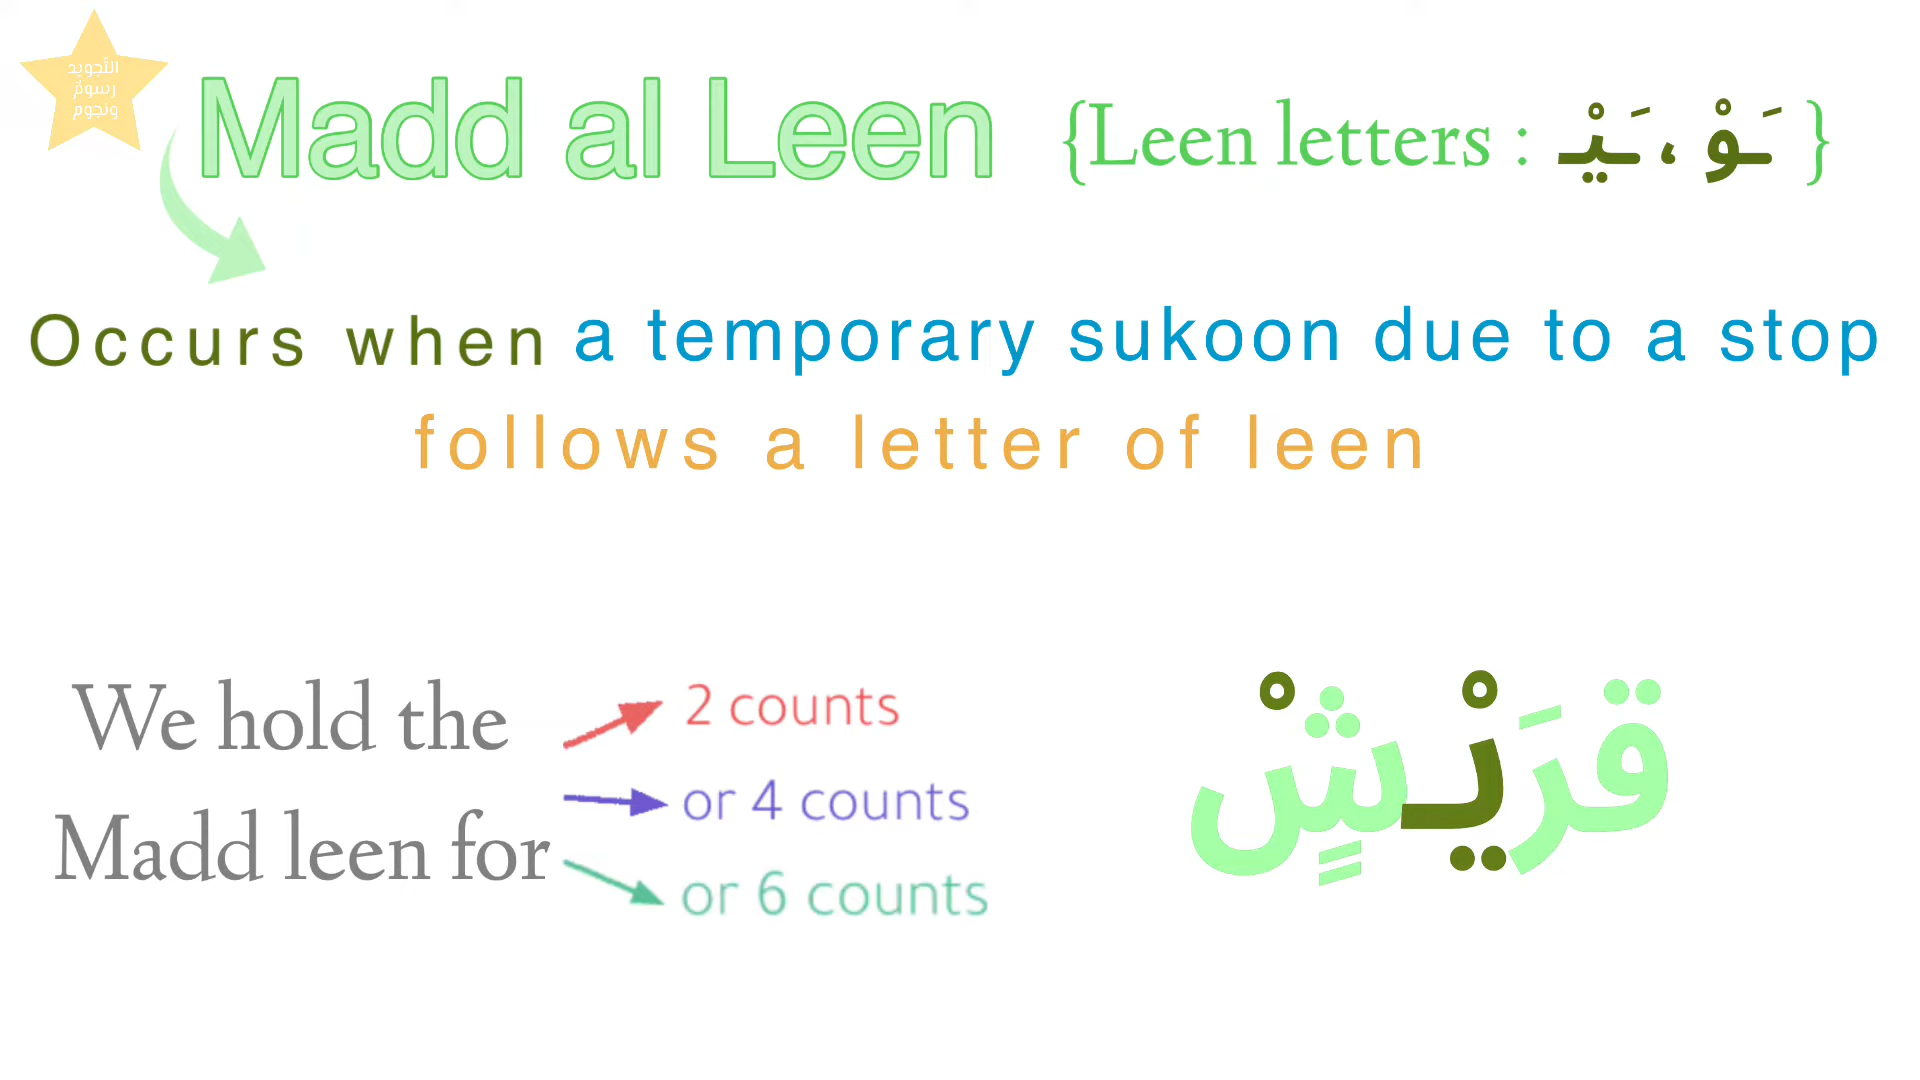 التّجويد
رسومٌ
ونجوم
Madd al Leen {Leen letters : ـَوْ ، ـَيْـ }
Occurs when a temporary sukoon due to a stop
follows a letter of leen
We hold the
Madd leen for
2 counts
or 4 counts
or 6 counts
قرَيْشٍْ